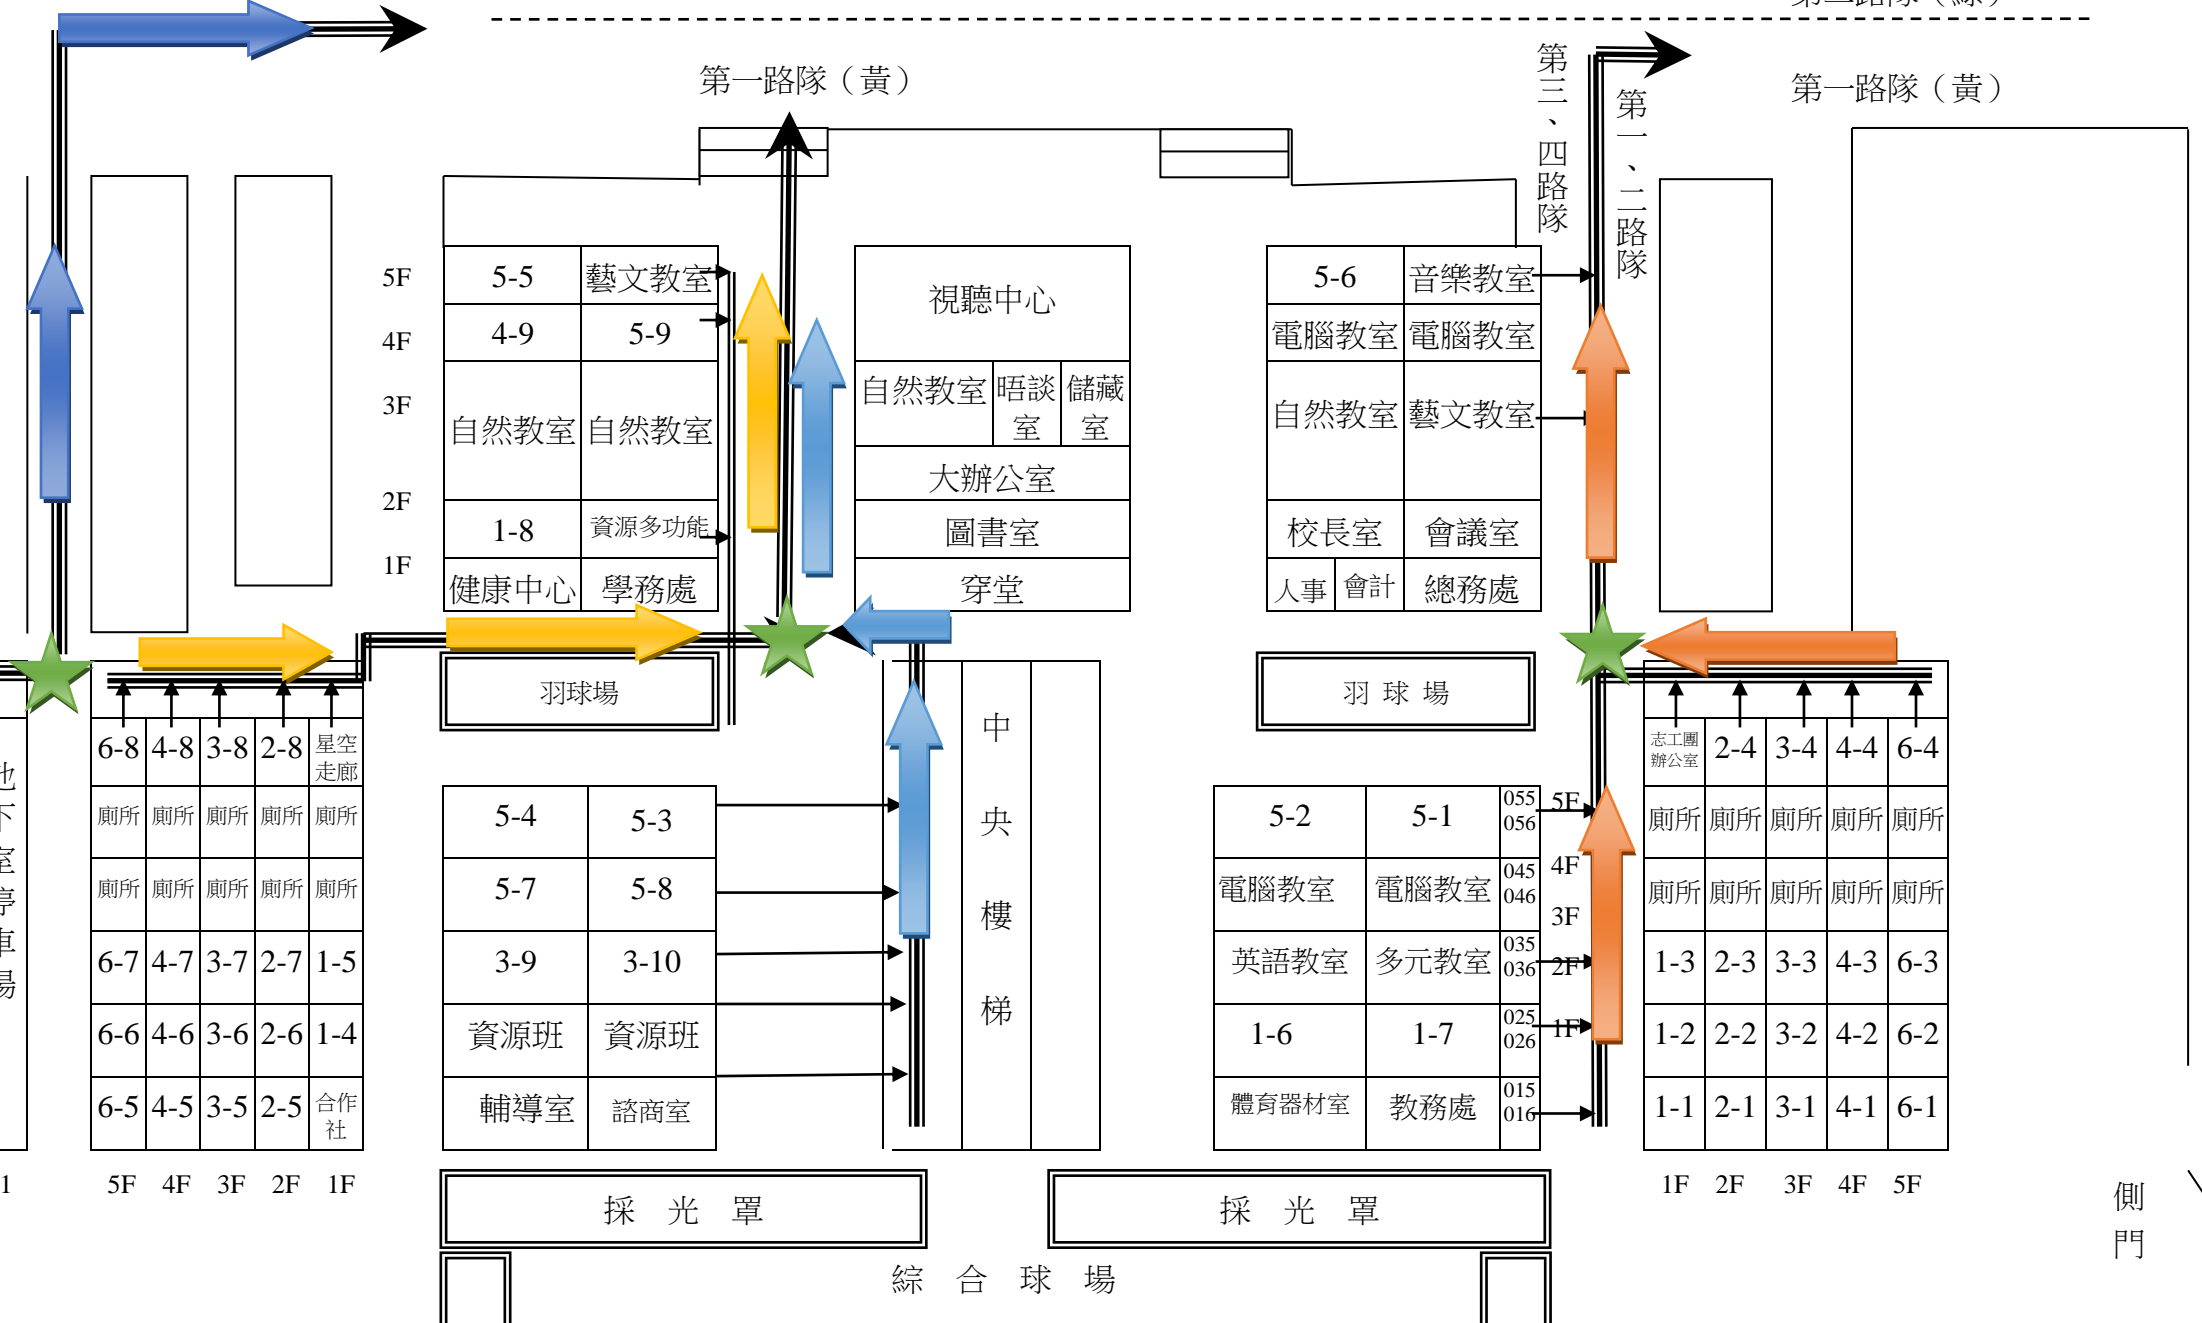 第一路隊（黃）
第三、四路隊
第一、二路隊
第一路隊（黃）
5F
4F
3F
2F
1F
5-5 藝文教室
4-9 5-9
自然教室 自然教室
1-8 資源多功能
健康中心 學務處
視聽中心
自然教室 晤談室 儲藏室
大辦公室
圖書室
穿堂
5-6 音樂教室
電腦教室 電腦教室
自然教室 藝文教室
校長室 會議室
人事 會計 總務處
羽球場
羽 球 場
6-8 4-8 3-8 2-8 星空走廊
廁所 廁所 廁所 廁所 廁所
廁所 廁所 廁所 廁所 廁所
6-7 4-7 3-7 2-7 1-5
6-6 4-6 3-6 2-6 1-4
6-5 4-5 3-5 2-5 合作社
5F 4F 3F 2F 1F
5-4 5-3
5-7 5-8
3-9 3-10
資源班 資源班
輔導室 諮商室
中央樓梯
5-2 5-1 055 056
電腦教室 電腦教室 045 046
英語教室 多元教室 035 036
1-6 1-7 025 026
體育器材室 教務處 015 016
5F
4F
3F
2F
1F
志工團辦公室 2-4 3-4 4-4 6-4
廁所 廁所 廁所 廁所 廁所
廁所 廁所 廁所 廁所 廁所
1-3 2-3 3-3 4-3 6-3
1-2 2-2 3-2 4-2 6-2
1-1 2-1 3-1 4-1 6-1
1F 2F 3F 4F 5F
採 光 罩
採 光 罩
綜 合 球 場
側門